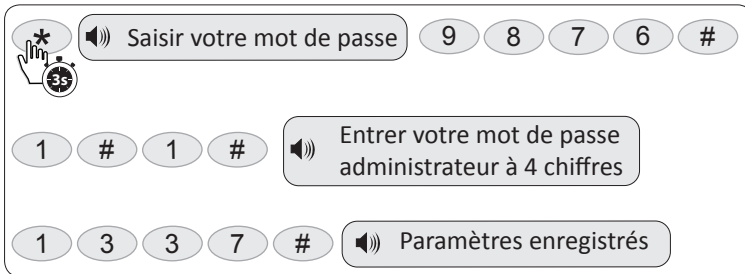 * Saisir votre mot de passe 9 8 7 6 #
3s
1 # 1 # Entrer votre mot de passe
administrateur à 4 chiffres
1 3 3 7 # Paramètres enregistrés